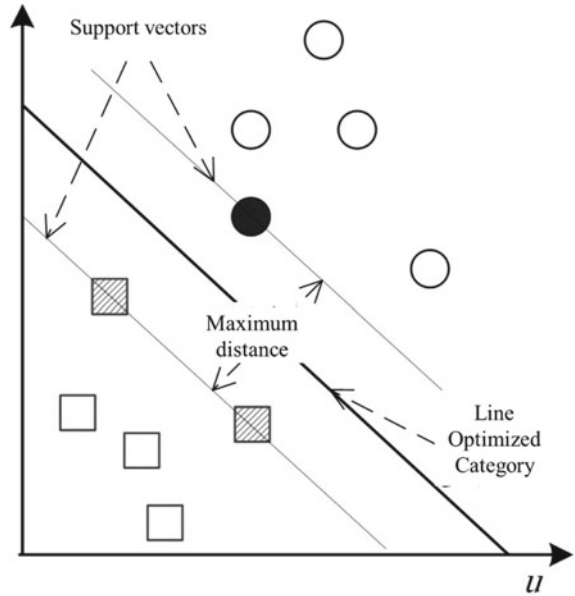 Support vectors
Maximum
distance
Line
Optimized
Category
u